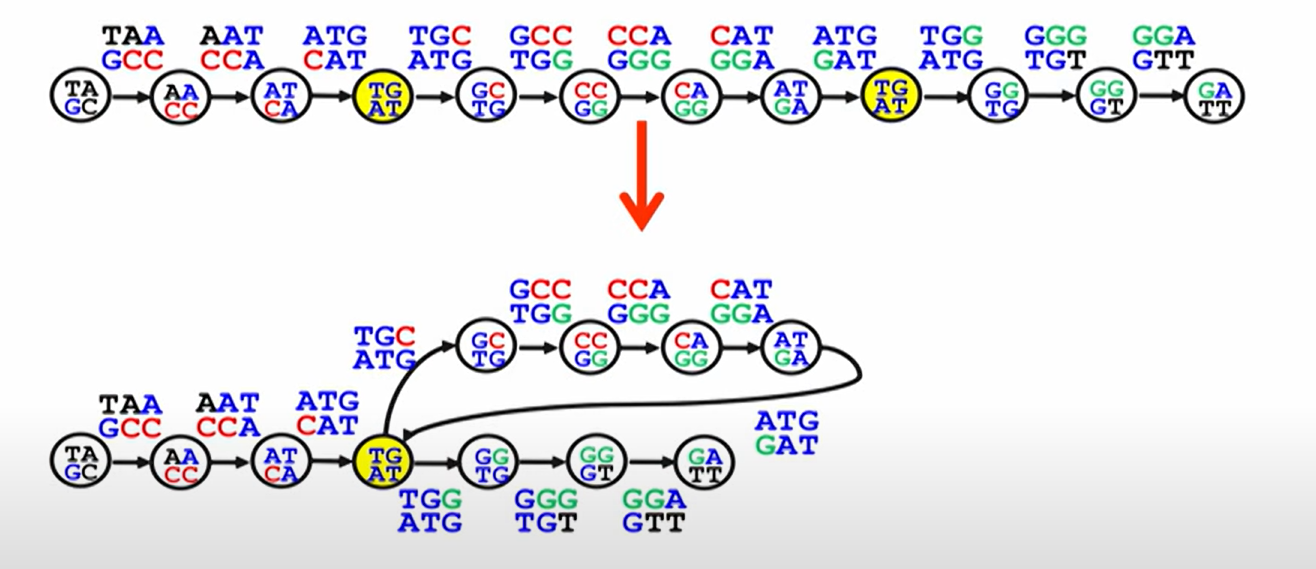 TAA AAT ATG TGC GCC CCA CAT ATG TGG GGG GGA
GCC CCA CAT ATG TGG GGG GGA GAT ATG TGT GTT
TA AA AT TG GC CC CA AT TG GG GG GA
GC CC CA AT TG GG GG GA AT TG GT TT
GCC CCA CAT
TGG GGG GGA
TGC
ATG
GC CC CA AT
TG GG GG GA
TAA AAT ATG
GCC CCA CAT
ATG
GAT
TA AA AT TG GG GG GA
GC CC CA AT TG GT TT
TGG GGG GGA
ATG TGT GTT